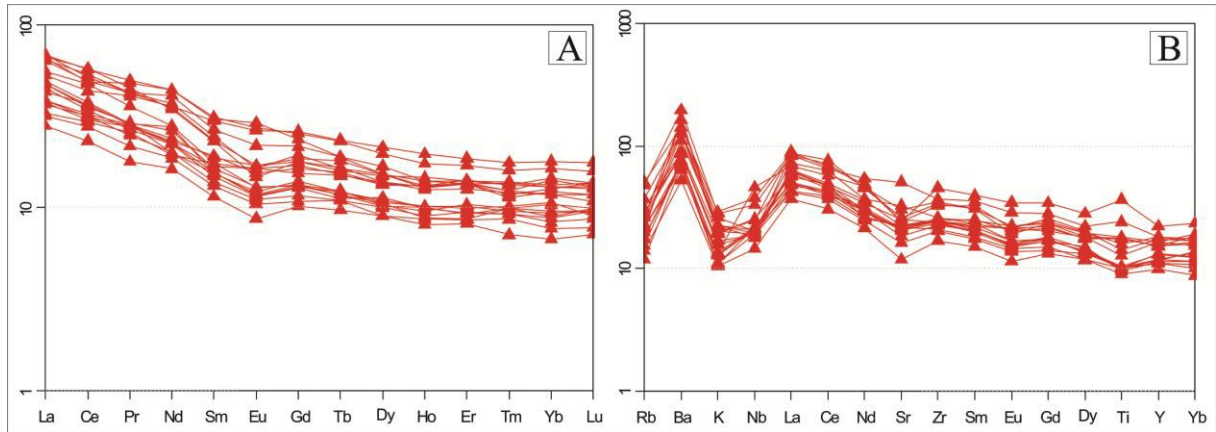 A
100
10
1
La Ce Pr Nd Sm Eu Gd Tb Dy Ho Er Tm Yb Lu
B
1000
100
10
1
Rb Ba K Nb La Ce Nd Sr Zr Sm Eu Gd Dy Ti Y Yb